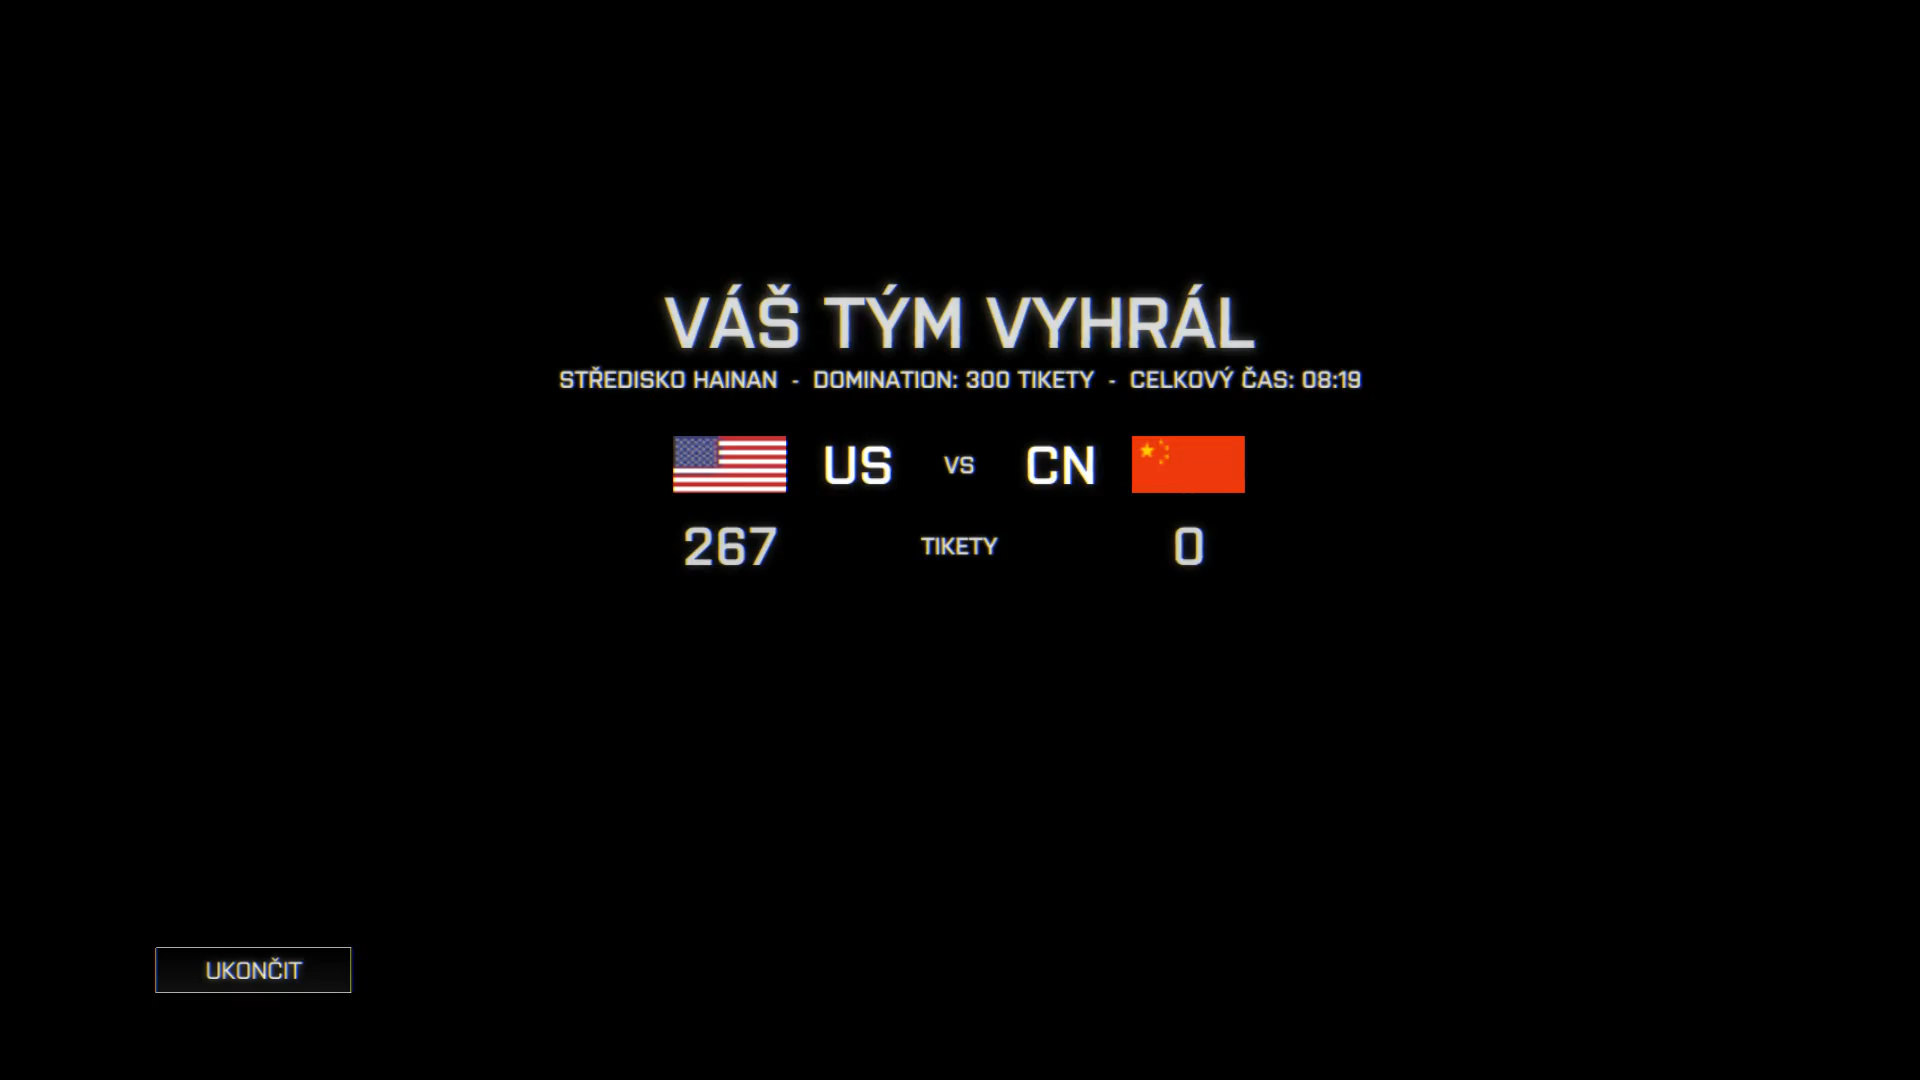 VÁŠ TÝM VYHRÁL
STŘEDISKO HAINAN - DOMINATION: 300 TIKETY - CELKOVÝ ČAS: 08:19
US VS CN
267 TIKETY 0
UKONČIT